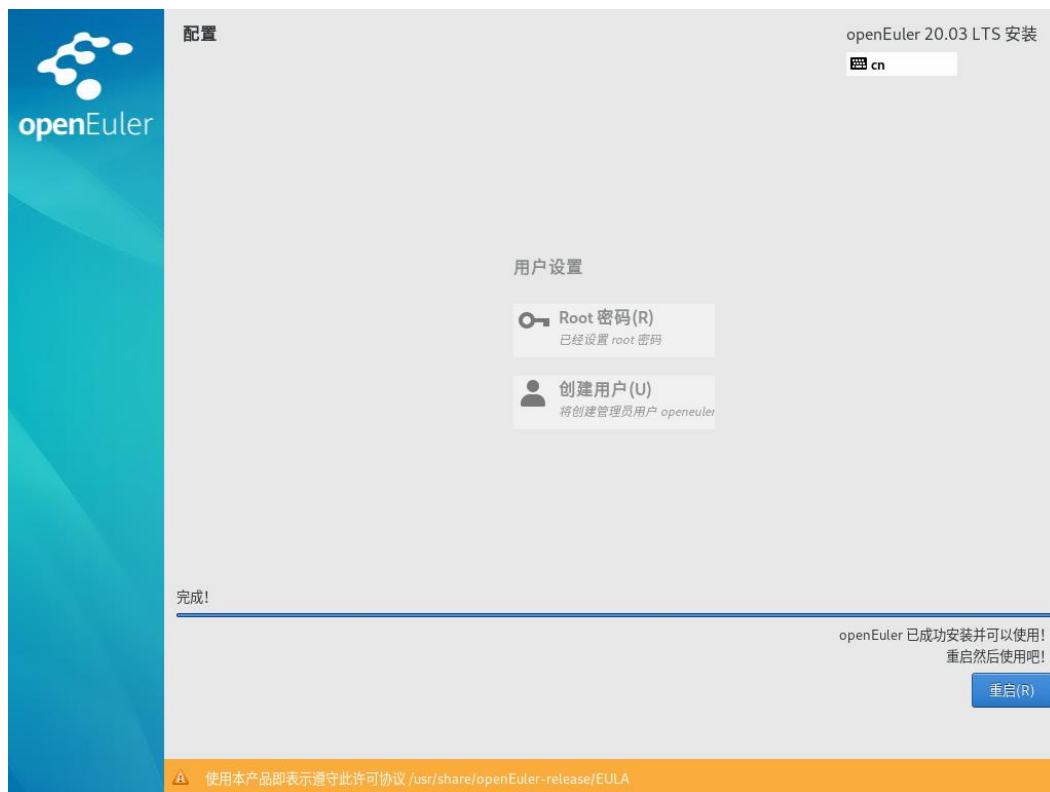 openEuler
配置
openEuler 20.03 LTS 安装
cn
用户设置
Root 密码(R)
已经设置 root 密码
创建用户(U)
将创建管理员用户 openeuler
完成!
openEuler 已成功安装并可以使用!
重启然后使用吧!
重启(R)
使用本产品即表示遵守此许可协议 /usr/share/openEuler-release/EULA